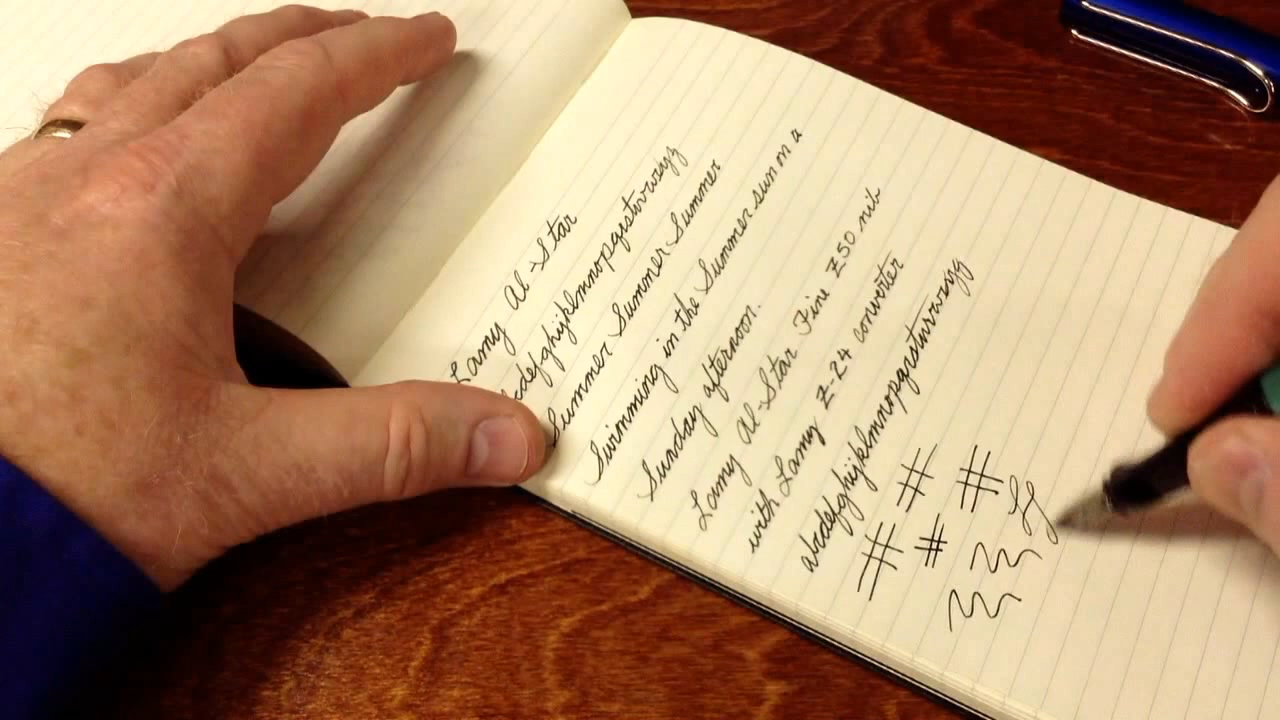 Lamy Al-Star
abcdefghijklmnopqrstuvwxyz
Summer Summer Summer Summer
Swimming in the Summer sun on a
Sunday afternoon.
Lamy Al-Star Fine Z50 nib
with Lamy Z-24 converter
abcdefghijklmnopqrstuvwxyz
# #
# #